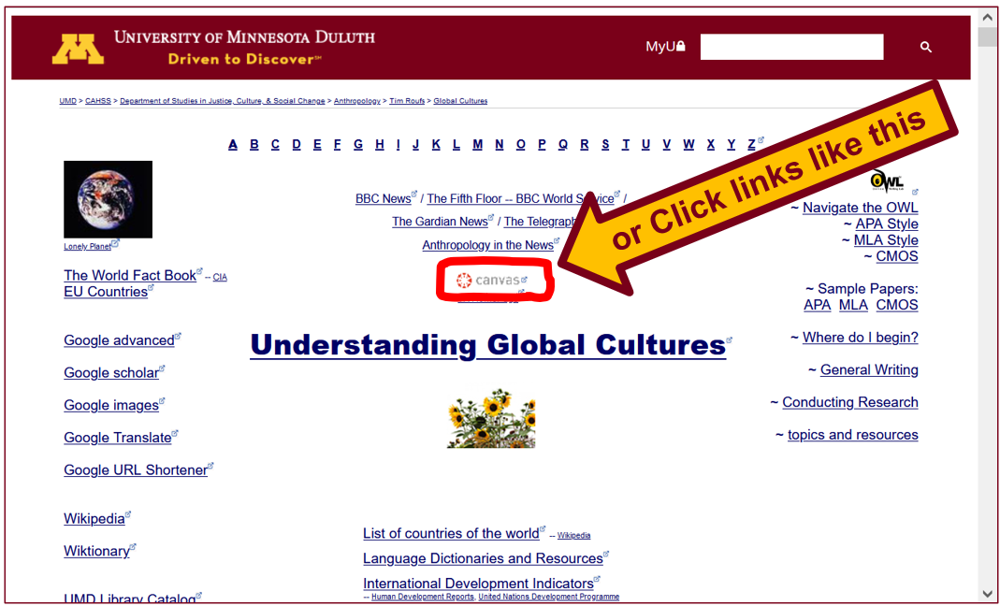 UNIVERSITY OF MINNESOTA DULUTH
Driven to Discover℠
MyU
UMD > CAHSS > Department of Studies in Justice, Culture, & Social Change > Anthropology > Tim Roufs > Global Cultures
A B C D E F G H I J K L M N O P Q R S T U V W X Y Z
or Click links like this
BBC News / The Fifth Floor -- BBC World Service /
The Gardian News / The Telegraph
Anthropology in the News
canvas
Lonely Planet
The World Fact Book -- CIA
EU Countries
Google advanced
Google scholar
Google images
Google Translate
Google URL Shortener
Wikipedia
Wiktionary
UMD Library Catalog
Understanding Global Cultures
List of countries of the world -- Wikipedia
Language Dictionaries and Resources
International Development Indicators
-- Human Development Reports, United Nations Development Programme
OWL
~ Navigate the OWL
~ APA Style
~ MLA Style
~ CMOS
~ Sample Papers:
APA MLA CMOS
~ Where do I begin?
~ General Writing
~ Conducting Research
~ topics and resources